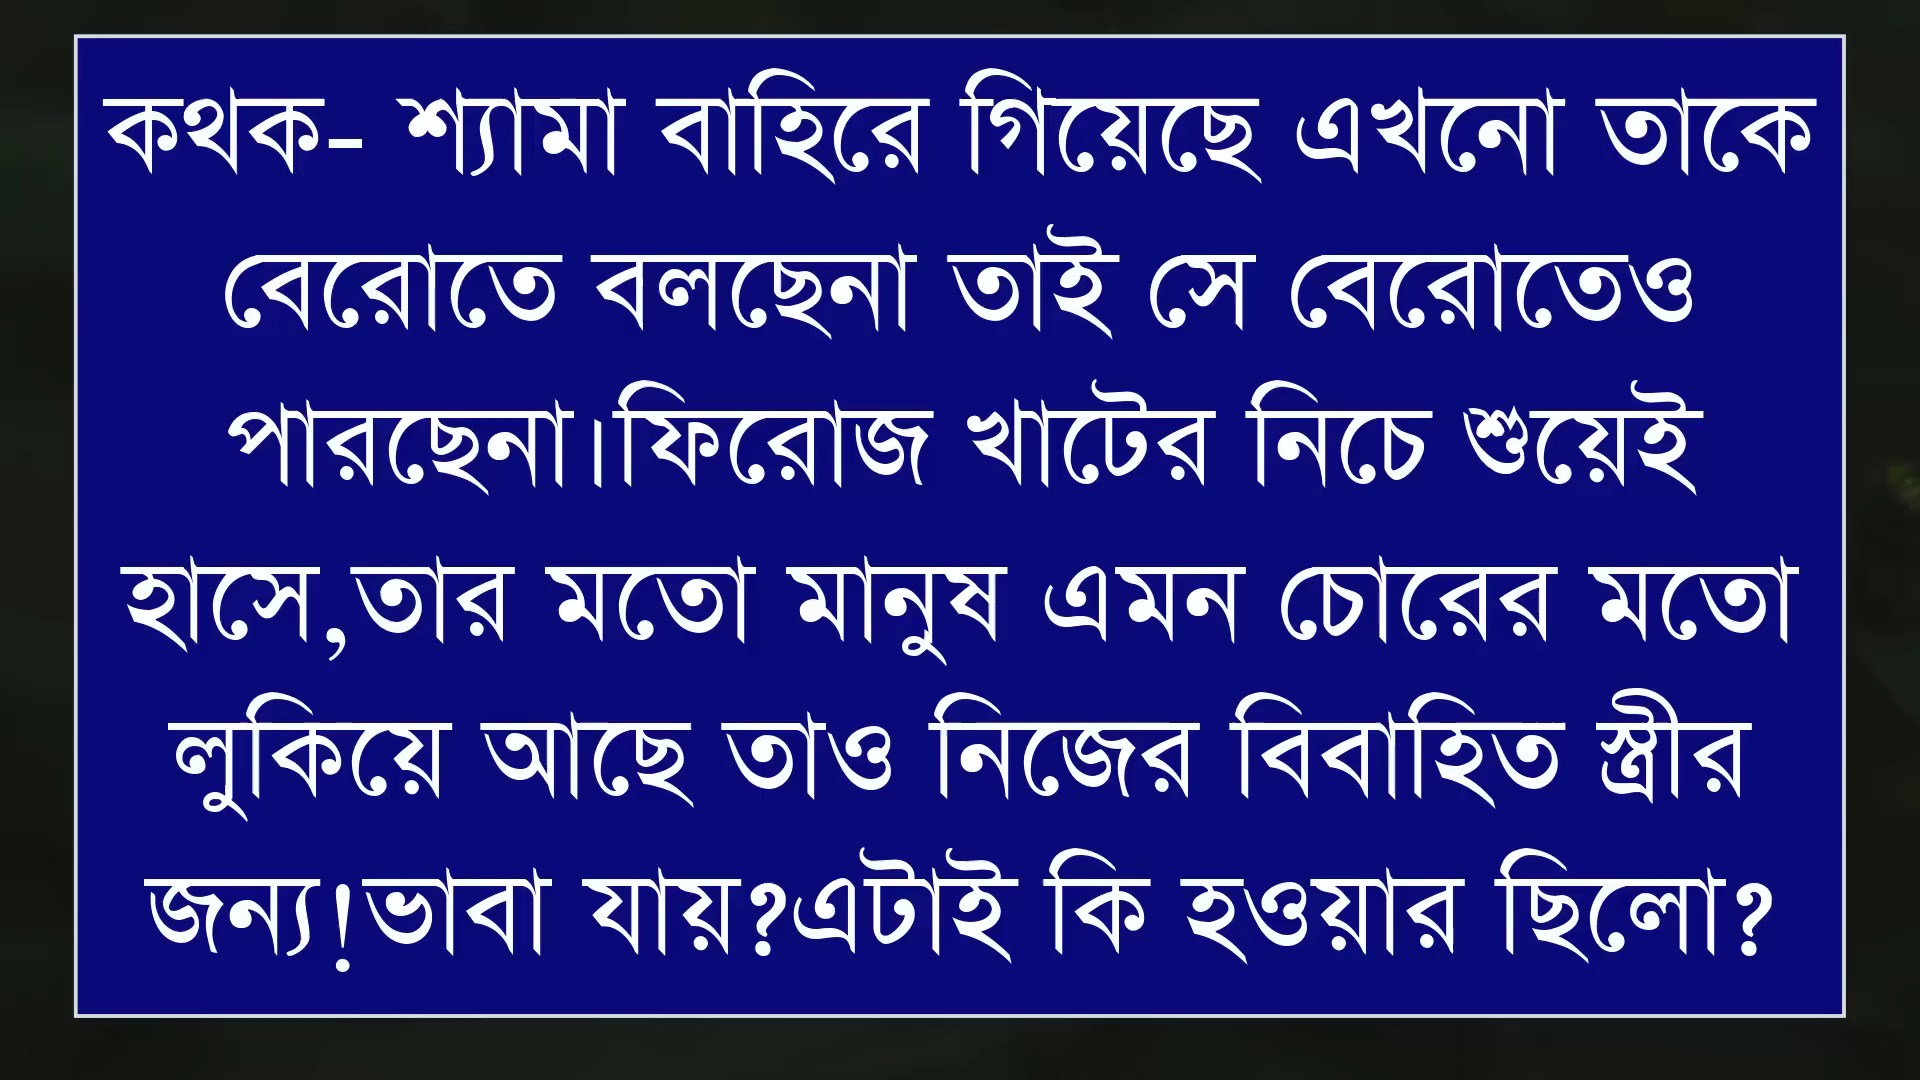 কথক- শ্যামা বাহিরে গিয়েছে এখনো তাকে
বেরোতে বলছেনা তাই সে বেরোতেও
পারছেনা।ফিরোজ খাটের নিচে শুয়েই
হাসে,তার মতো মানুষ এমন চোরের মতো
লুকিয়ে আছে তাও নিজের বিবাহিত স্ত্রীর
জন্য!ভাবা যায়?এটাই কি হওয়ার ছিলো?